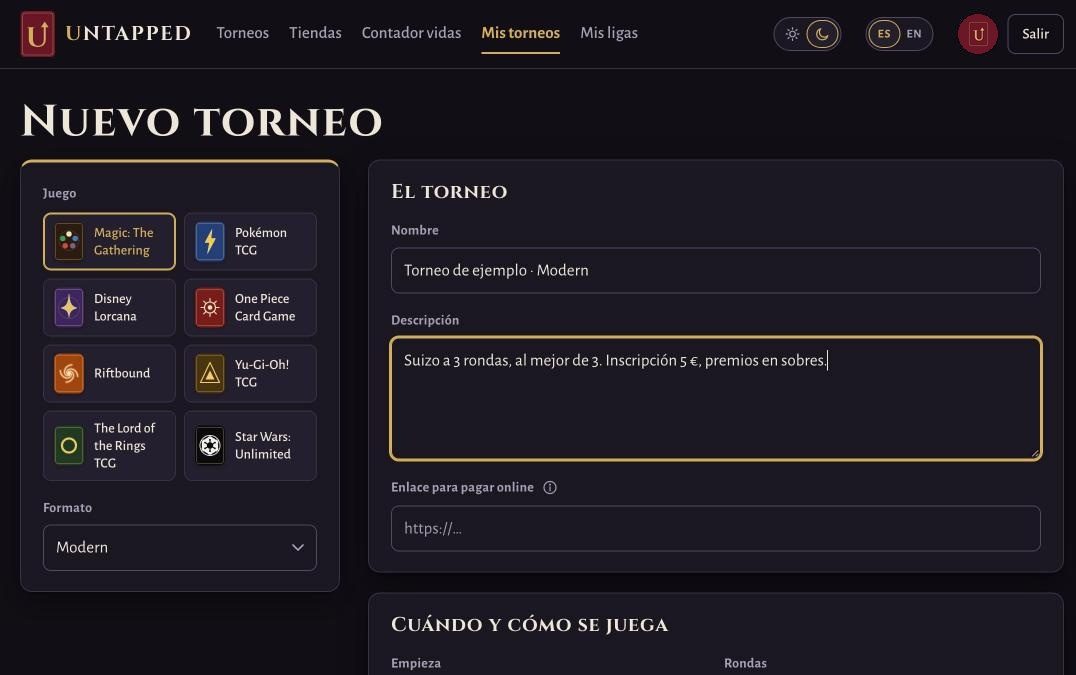 UNTAPPED
Torneos
Tiendas
Contador vidas
Mis torneos
Mis ligas
ES
EN
Salir
Nuevo torneo
Juego
Magic: The
Gathering
Pokémon
TCG
Disney
Lorcana
One Piece
Card Game
Riftbound
Yu-Gi-Oh!
TCG
The Lord of
the Rings
TCG
Star Wars:
Unlimited
Formato
Modern
El torneo
Nombre
Torneo de ejemplo · Modern
Descripción
Suizo a 3 rondas, al mejor de 3. Inscripción 5 €, premios en sobres.
Enlace para pagar online
https://…
Cuándo y cómo se juega
Empieza
Rondas